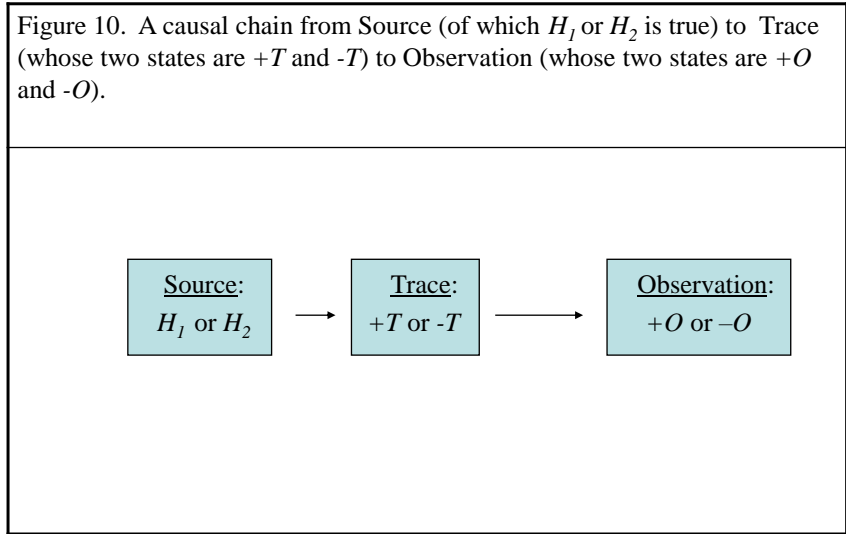 Figure 10. A causal chain from Source (of which H₁ or H₂ is true) to Trace
(whose two states are +T and -T) to Observation (whose two states are +O
and -O).
Source:
H₁ or H₂
Trace:
+T or -T
Observation:
+O or –O